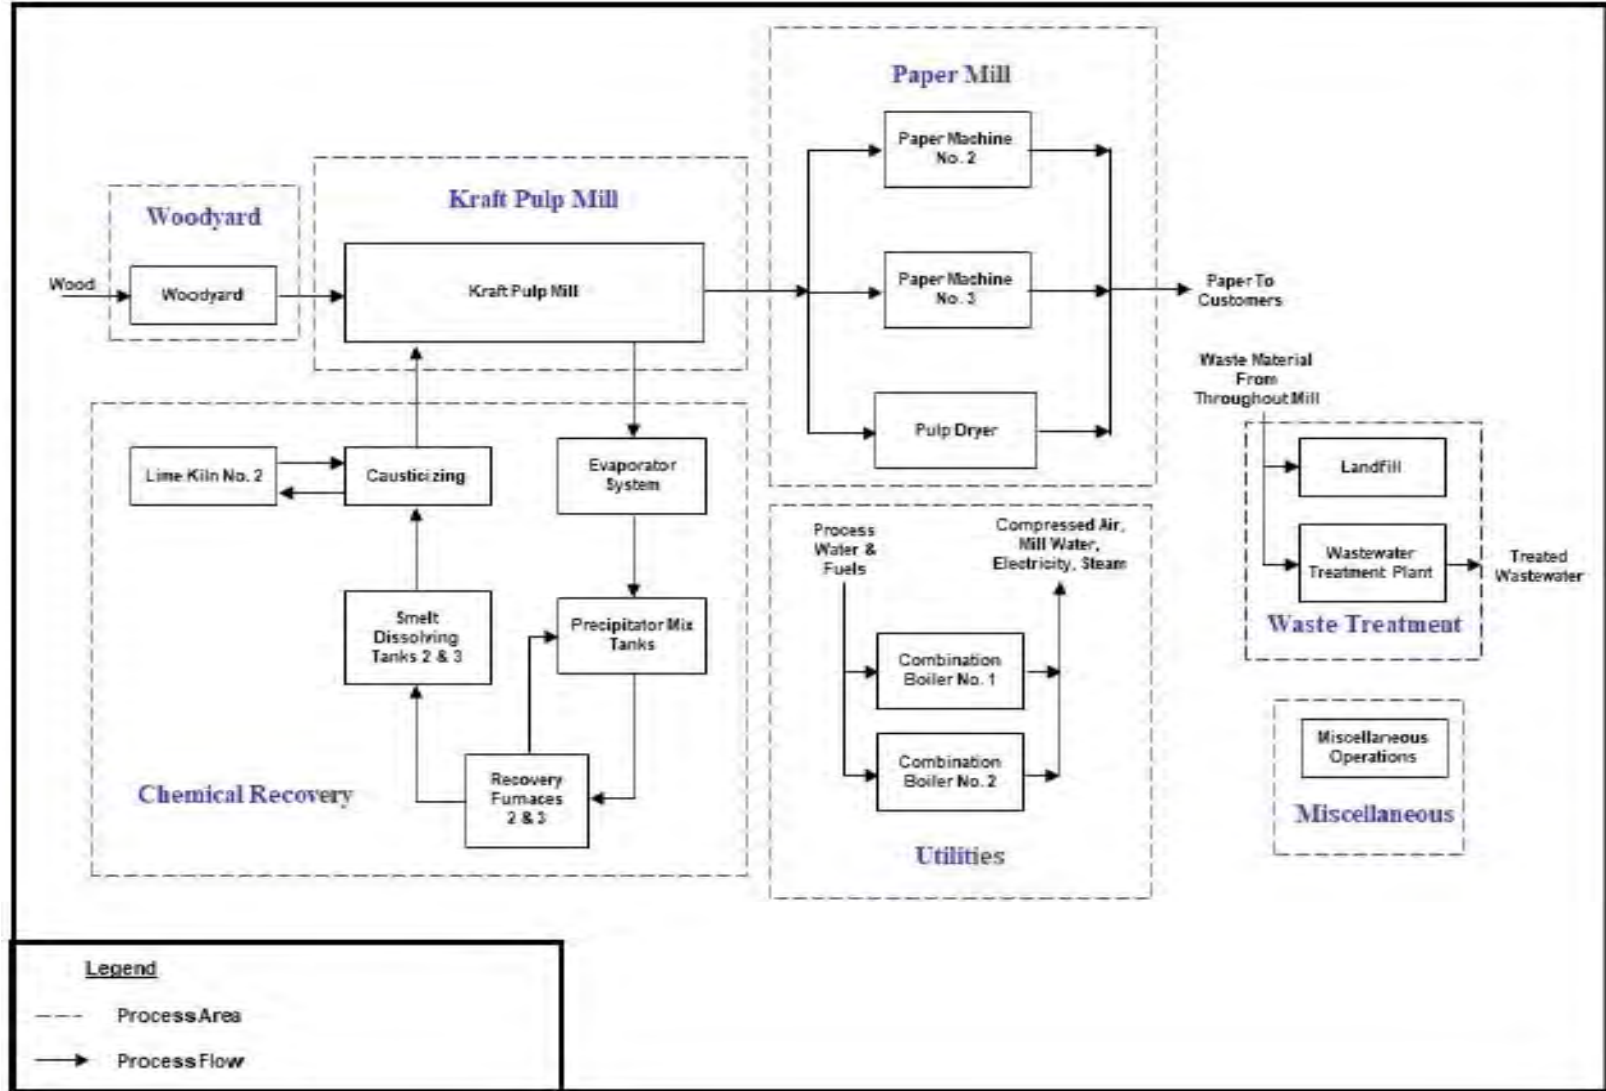 Paper Mill
Paper Machine
No. 2
Kraft Pulp Mill
Woodyard
Wood
Woodyard
Kraft Pulp Mill
Paper Machine
No. 3
Paper To
Customers
Waste Material
From
Throughout Mill
Pulp Dryer
Lime Kiln No. 2
Causticizing
Evaporator
System
Landfill
Process
Water &
Fuels
Compressed Air,
Mill Water,
Electricity, Steam
Wastewater
Treatment Plant
Treated
Wastewater
Waste Treatment
Smelt
Dissolving
Tanks 2 & 3
Precipitator Mix
Tanks
Combination
Boiler No. 1
Combination
Boiler No. 2
Miscellaneous
Operations
Miscellaneous
Chemical Recovery
Recovery
Furnaces
2 & 3
Utilities
Legend
Process Area
Process Flow